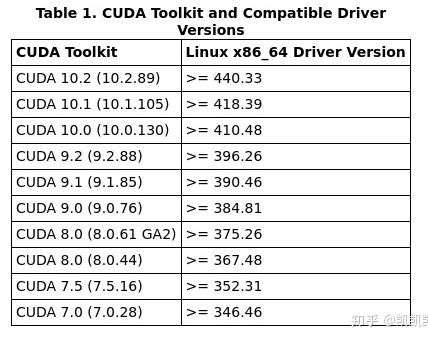 Table 1. CUDA Toolkit and Compatible Driver
Versions
CUDA Toolkit Linux x86_64 Driver Version
CUDA 10.2 (10.2.89) >= 440.33
CUDA 10.1 (10.1.105) >= 418.39
CUDA 10.0 (10.0.130) >= 410.48
CUDA 9.2 (9.2.88) >= 396.26
CUDA 9.1 (9.1.85) >= 390.46
CUDA 9.0 (9.0.76) >= 384.81
CUDA 8.0 (8.0.61 GA2) >= 375.26
CUDA 8.0 (8.0.44) >= 367.48
CUDA 7.5 (7.5.16) >= 352.31
CUDA 7.0 (7.0.28) >= 346.46
知乎 @凯凯